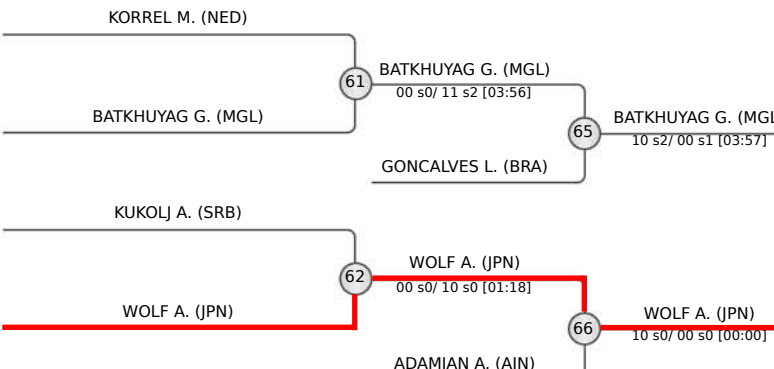 KORREL M. (NED)
61
BATKHUYAG G. (MGL)
00 s0/ 11 s2 [03:56]
BATKHUYAG G. (MGL)
65
BATKHUYAG G. (MGL
10 s2/ 00 s1 [03:57]
GONCALVES L. (BRA)
KUKOLJ A. (SRB)
62
WOLF A. (JPN)
00 s0/ 10 s0 [01:18]
WOLF A. (JPN)
66
WOLF A. (JPN)
10 s0/ 00 s0 [00:00]
ADAMIAN A. (AIN)